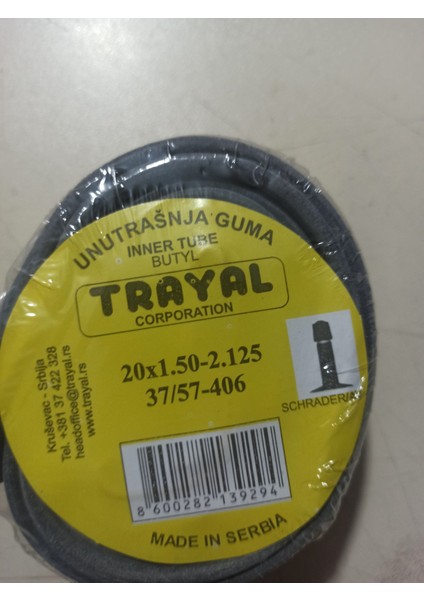 UNUTRAŠNJA GUMA
INNER TUBE
BUTYL
TRAYAL
CORPORATION
20x1.50-2.125
37/57-406
SCHRADER/A
Kruševac - Srbija
Tel. +381 37 422 328
headoffice@trayal.rs
www.trayal.rs
8 600282 139294
MADE IN SERBIA